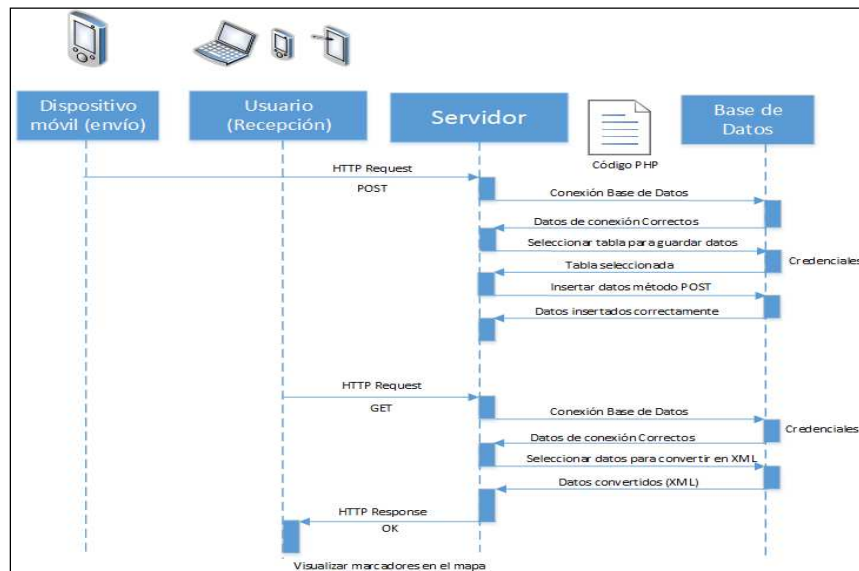 Dispositivo
móvil (envío)
Usuario
(Recepción)
Servidor
Código PHP
Base de
Datos
HTTP Request
POST
Conexión Base de Datos
Datos de conexión Correctos
Seleccionar tabla para guardar datos
Credenciales
Tabla seleccionada
Insertar datos método POST
Datos insertados correctamente
HTTP Request
GET
Conexión Base de Datos
Credenciales
Datos de conexión Correctos
Seleccionar datos para convertir en XML
Datos convertidos (XML)
HTTP Response
OK
Visualizar marcadores en el mapa